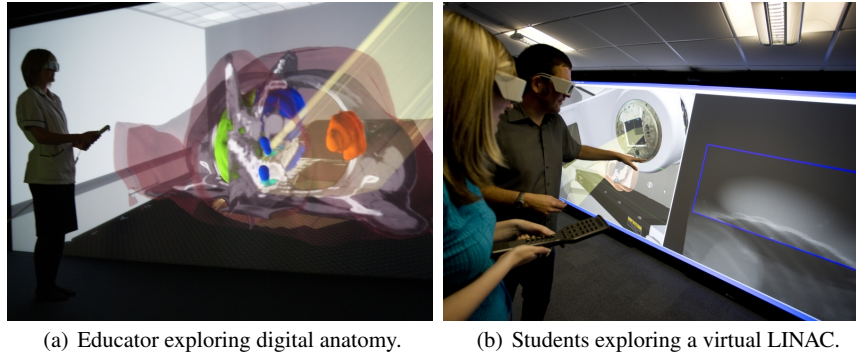 (a) Educator exploring digital anatomy.
(b) Students exploring a virtual LINAC.